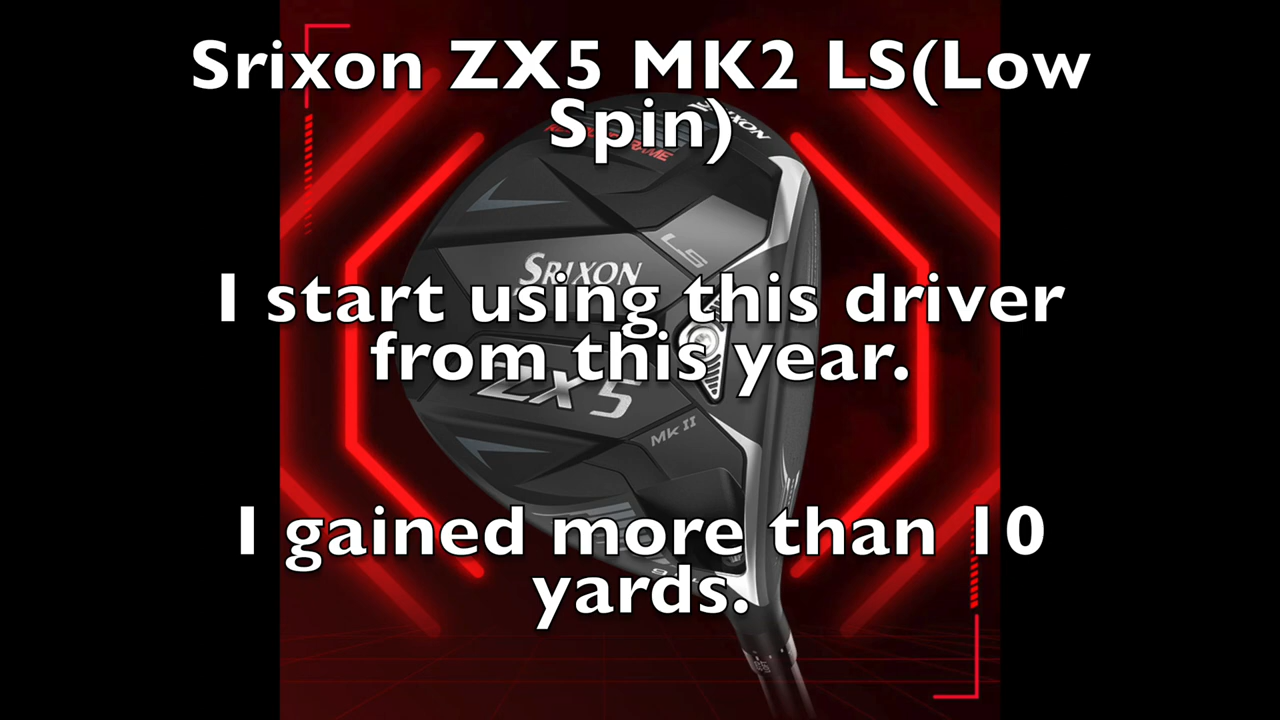 Srixon ZX5 MK2 LS(Low
Spin)
SRIXON
LS
SRIXON
I start using this driver
from this year.
ZX5
MK II
I gained more than 10
yards.